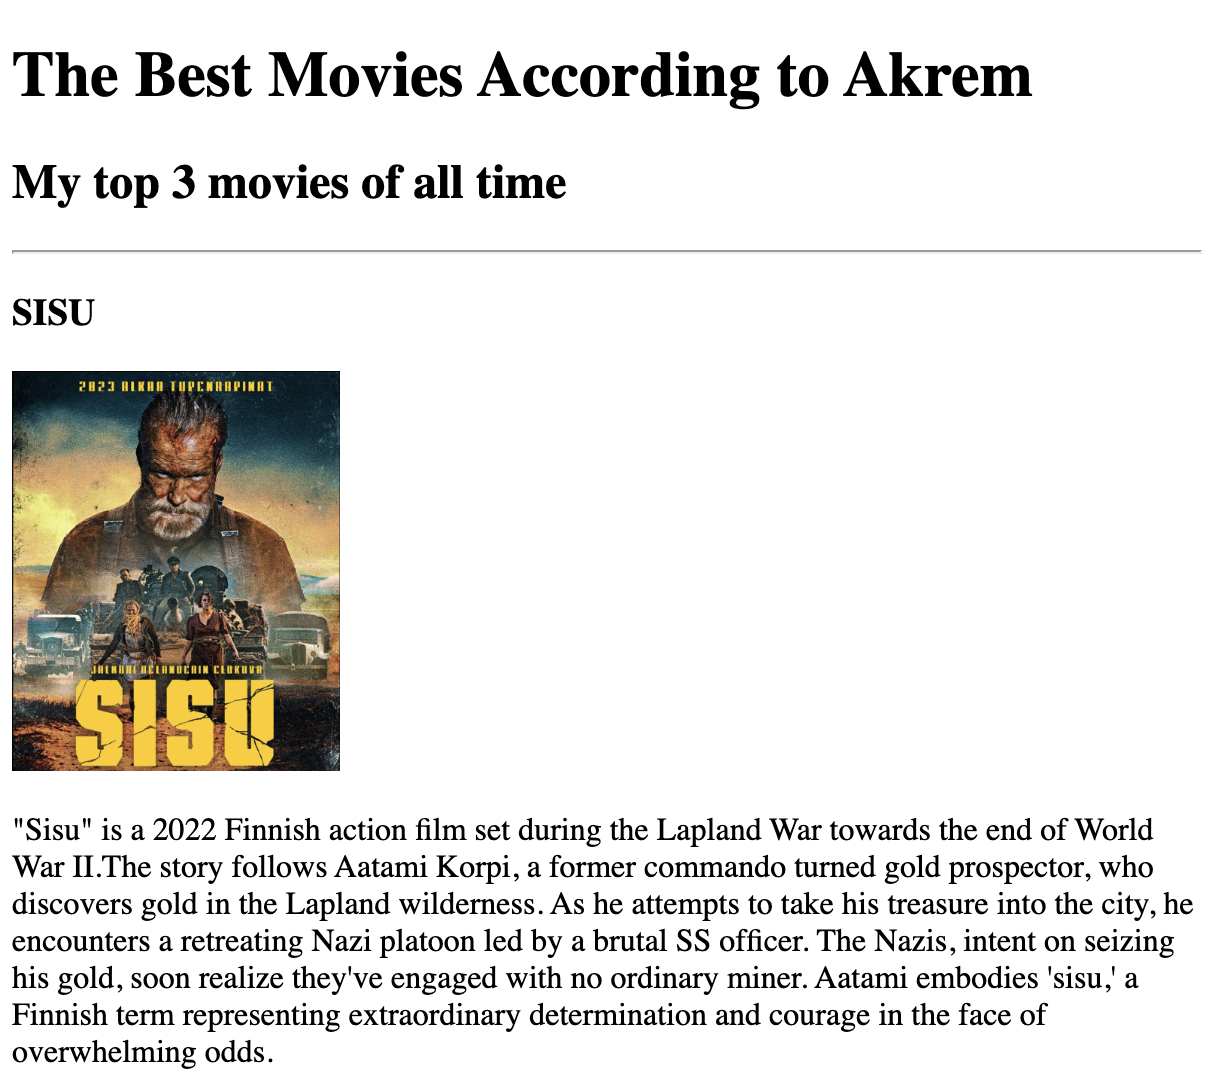 The Best Movies According to Akrem
My top 3 movies of all time
SISU
2023 ALKAA TUPCNAAPINAT
SISU
"Sisu" is a 2022 Finnish action film set during the Lapland War towards the end of World
War II.The story follows Aatami Korpi, a former commando turned gold prospector, who
discovers gold in the Lapland wilderness. As he attempts to take his treasure into the city, he
encounters a retreating Nazi platoon led by a brutal SS officer. The Nazis, intent on seizing
his gold, soon realize they've engaged with no ordinary miner. Aatami embodies 'sisu,' a
Finnish term representing extraordinary determination and courage in the face of
overwhelming odds.